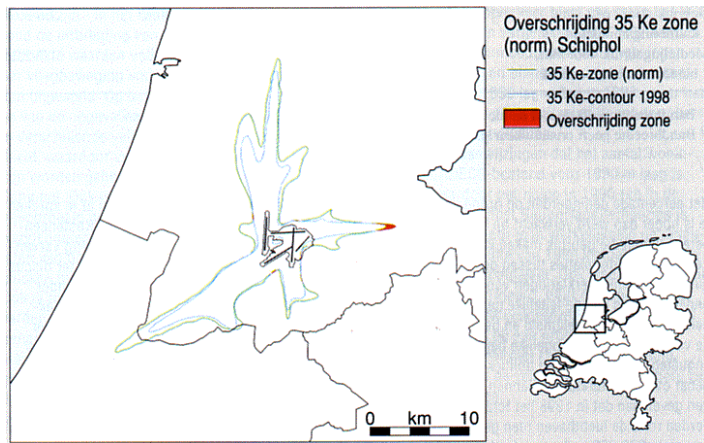 Overschrijding 35 Ke zone
(norm) Schiphol
35 Ke-zone (norm)
35 Ke-contour 1998
Overschrijding zone
0 km 10